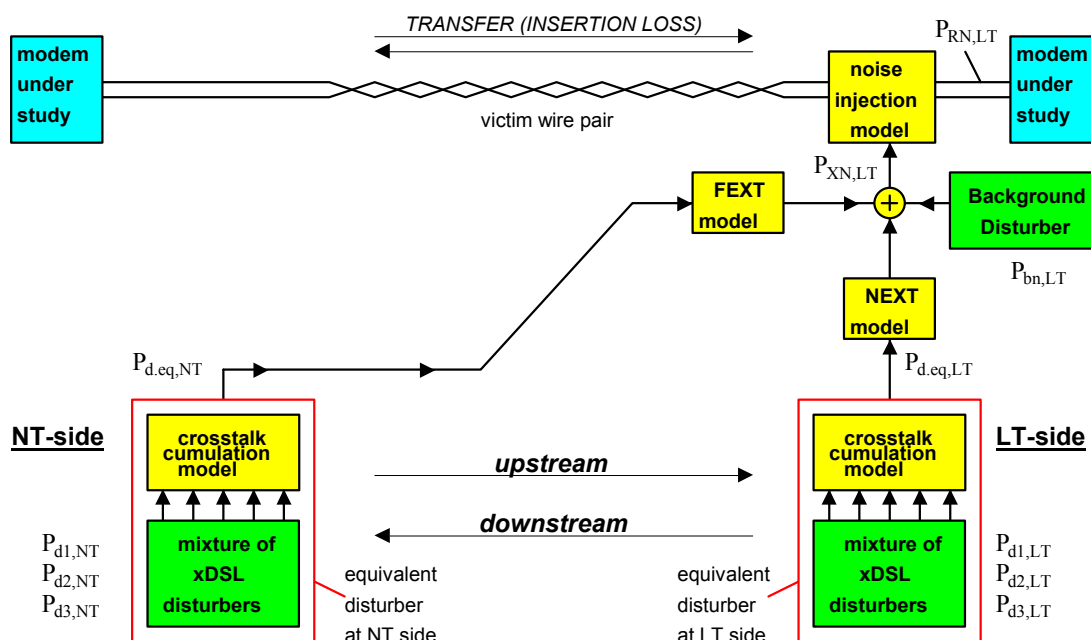 TRANSFER (INSERTION LOSS)
P_RN,LT
modem
under
study
noise
injection
model
modem
under
study
victim wire pair
P_XN,LT
FEXT
model
+
Background
Disturber
P_bn,LT
NEXT
model
P_d.eq,NT
P_d.eq,LT
NT-side
crosstalk
cumulation
model
upstream
crosstalk
cumulation
model
LT-side
downstream
P_d1,NT
P_d2,NT
P_d3,NT
mixture of
xDSL
disturbers
equivalent
disturber
at NT side
equivalent
disturber
at LT side
mixture of
xDSL
disturbers
P_d1,LT
P_d2,LT
P_d3,LT